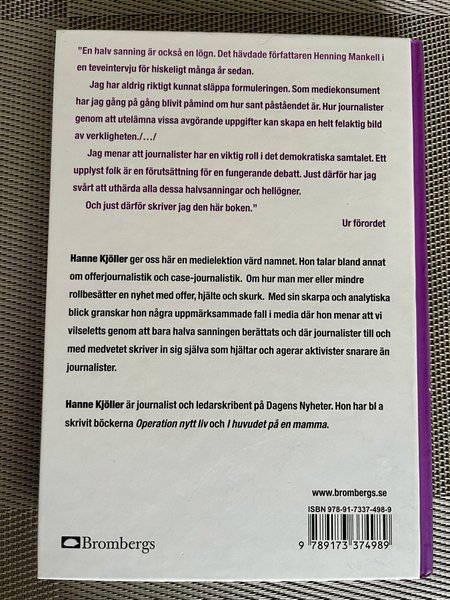 "En halv sanning är också en lögn. Det hävdade författaren Henning Mankell i
en teveintervju för hiskeligt många år sedan.
Jag har aldrig riktigt kunnat släppa formuleringen. Som mediekonsument
har jag gång på gång blivit påmind om hur sant påståendet är. Hur journalister
genom att utelämna vissa avgörande uppgifter kan skapa en helt felaktig bild
av verkligheten./.../
Jag menar att journalister har en viktig roll i det demokratiska samtalet. Ett
upplyst folk är en förutsättning för en fungerande debatt. Just därför har jag
svårt att uthärda alla dessa halvsanningar och hellögner.
Och just därför skriver jag den här boken."
Ur förordet
Hanne Kjöller ger oss här en medielektion värd namnet. Hon talar bland annat
om offerjournalistik och case-journalistik. Om hur man mer eller mindre
rollbesätter en nyhet med offer, hjälte och skurk. Med sin skarpa och analytiska
blick granskar hon några uppmärksammade fall i media där hon menar att vi
vilseletts genom att bara halva sanningen berättats och där journalister till och
med medvetet skriver in sig själva som hjältar och agerar aktivister snarare än
journalister.
Hanne Kjöller är journalist och ledarskribent på Dagens Nyheter. Hon har bl a
skrivit böckerna Operation nytt liv och I huvudet på en mamma.
www.brombergs.se
ISBN 978-91-7337-498-9
9 789173 374989
Brombergs